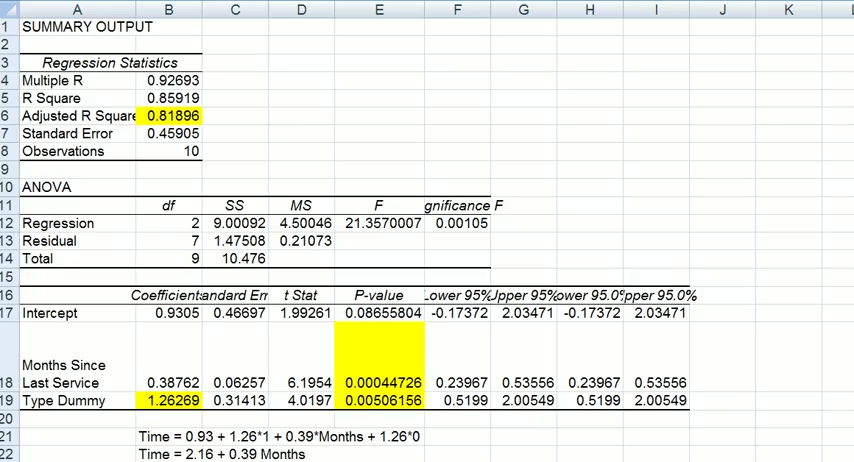 A B C D E F G H I J K L
1 SUMMARY OUTPUT
2
3 Regression Statistics
4 Multiple R 0.92693
5 R Square 0.85919
6 Adjusted R Square 0.81896
7 Standard Error 0.45905
8 Observations 10
9
10 ANOVA
11 df SS MS F gnificance F
12 Regression 2 9.00092 4.50046 21.3570007 0.00105
13 Residual 7 1.47508 0.21073
14 Total 9 10.476
15
16 Coefficient andard Err t Stat P-value Lower 95% Upper 95% ower 95.0% pper 95.0%
17 Intercept 0.9305 0.46697 1.99261 0.08655804 -0.17372 2.03471 -0.17372 2.03471
Months Since
18 Last Service 0.38762 0.06257 6.1954 0.00044726 0.23967 0.53556 0.23967 0.53556
19 Type Dummy 1.26269 0.31413 4.0197 0.00506156 0.5199 2.00549 0.5199 2.00549
20
21 Time = 0.93 + 1.26*1 + 0.39*Months + 1.26*0
22 Time = 2.16 + 0.39 Months